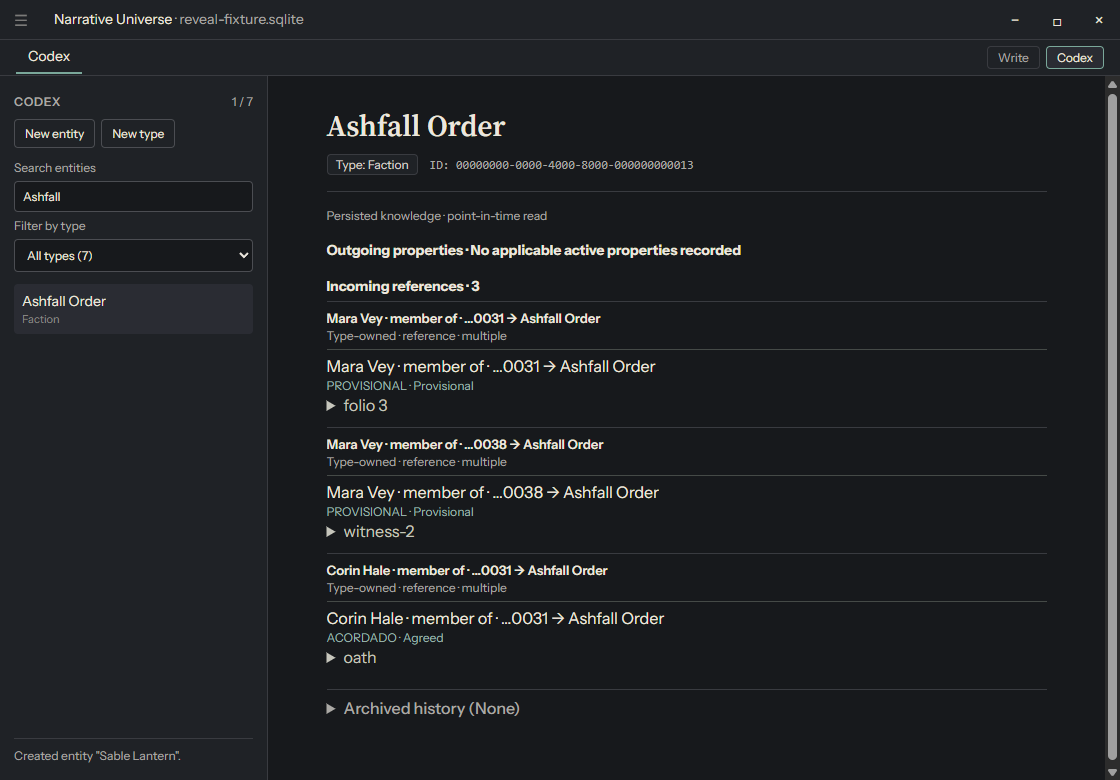 Narrative Universe · reveal-fixture.sqlite
Codex
Write
Codex
CODEX
1 / 7
New entity
New type
Search entities
Ashfall
Filter by type
All types (7)
Ashfall Order
Faction
Created entity "Sable Lantern".
Ashfall Order
Type: Faction
ID: 00000000-0000-4000-8000-000000000013
Persisted knowledge · point-in-time read
Outgoing properties · No applicable active properties recorded
Incoming references · 3
Mara Vey · member of · …0031 → Ashfall Order
Type-owned · reference · multiple
Mara Vey · member of · …0031 → Ashfall Order
PROVISIONAL · Provisional
folio 3
Mara Vey · member of · …0038 → Ashfall Order
Type-owned · reference · multiple
Mara Vey · member of · …0038 → Ashfall Order
PROVISIONAL · Provisional
witness-2
Corin Hale · member of · …0031 → Ashfall Order
Type-owned · reference · multiple
Corin Hale · member of · …0031 → Ashfall Order
ACORDADO · Agreed
oath
Archived history (None)